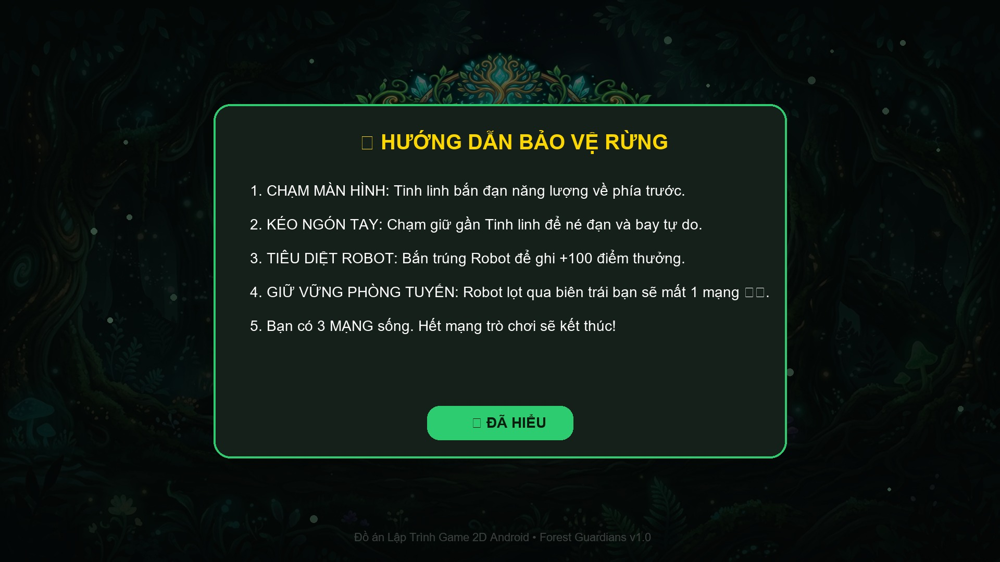 HƯỚNG DẪN BẢO VỆ RỪNG
1. CHẠM MÀN HÌNH: Tinh linh bắn đạn năng lượng về phía trước.
2. KÉO NGÓN TAY: Chạm giữ gần Tinh linh để né đạn và bay tự do.
3. TIÊU DIỆT ROBOT: Bắn trúng Robot để ghi +100 điểm thưởng.
4. GIỮ VỮNG PHÒNG TUYẾN: Robot lọt qua biên trái bạn sẽ mất 1 mạng □□.
5. Bạn có 3 MẠNG sống. Hết mạng trò chơi sẽ kết thúc!
ĐÃ HIỂU
Đồ án Lập Trình Game 2D Android • Forest Guardians v1.0